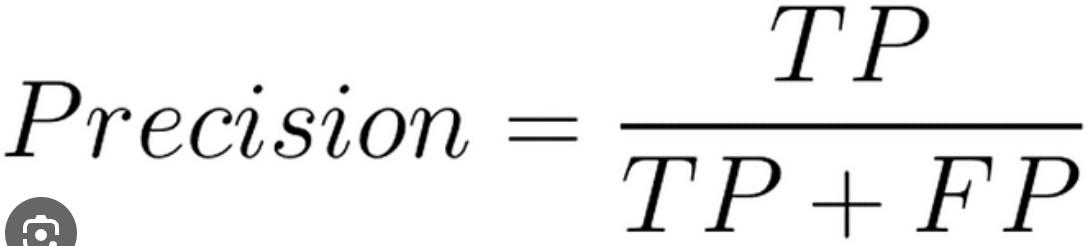 Precision = TP / TP + FP